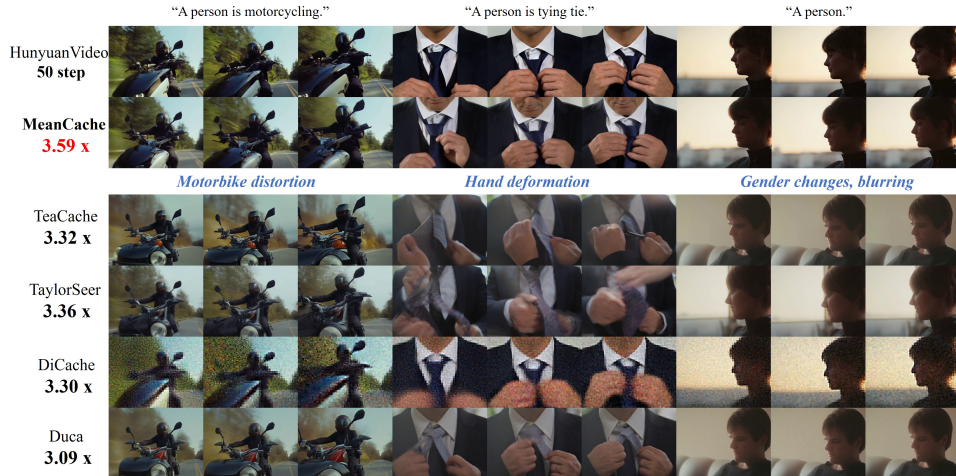 “A person is motorcycling.”
“A person is tying tie.”
“A person.”
HunyuanVideo
50 step
MeanCache
3.59 x
Motorbike distortion
Hand deformation
Gender changes, blurring
TeaCache
3.32 x
TaylorSeer
3.36 x
DiCache
3.30 x
Duca
3.09 x